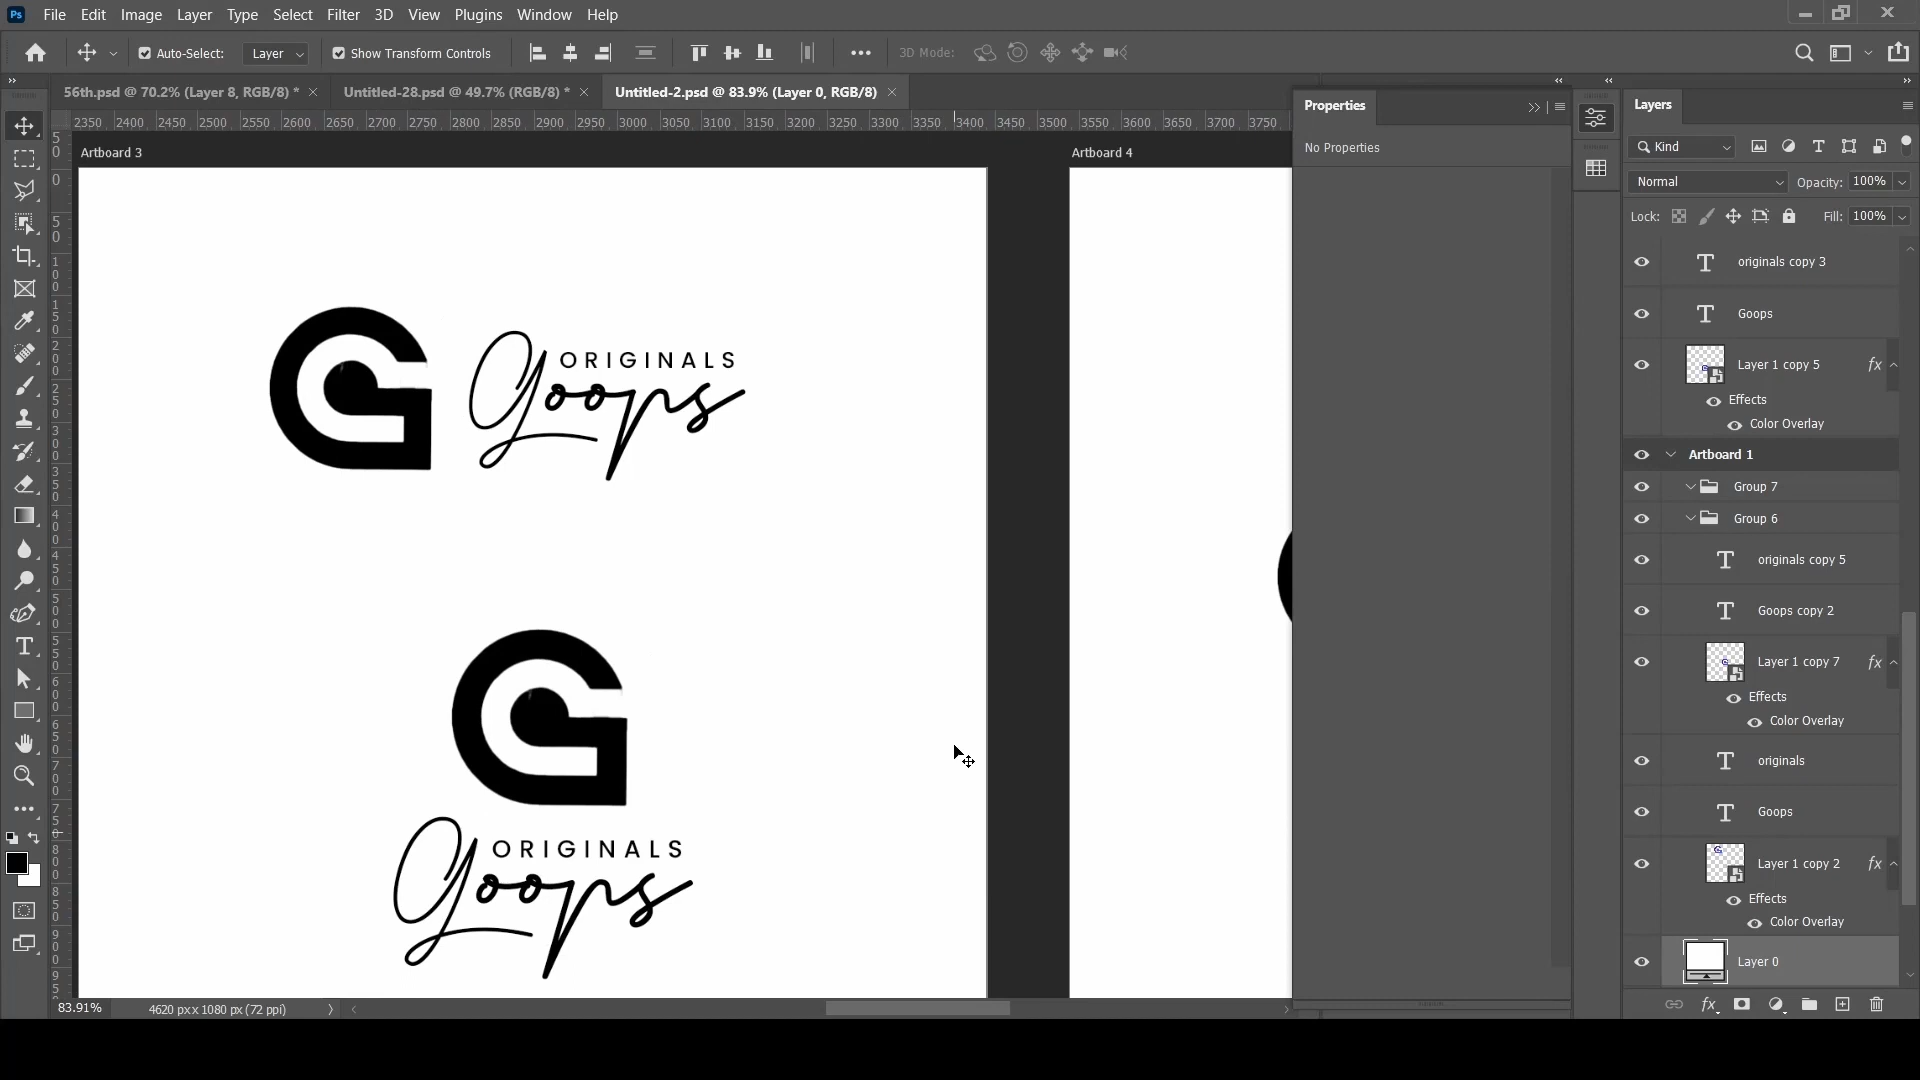 Ps File Edit Image Layer Type Select Filter 3D View Plugins Window Help
Auto-Select: Layer Show Transform Controls 3D Mode:
56th.psd @ 70.2% (Layer 8, RGB/8) * Untitled-28.psd @ 49.7% (RGB/8) * Untitled-2.psd @ 83.9% (Layer 0, RGB/8)
2350 2400 2450 2500 2550 2600 2650 2700 2750 2800 2850 2900 2950 3000 3050 3100 3150 3200 3250 3300 3350 3400 3450 3500 3550 3600 3650 3700 3750
Artboard 3
Artboard 4
ORIGINALS
Goops
ORIGINALS
Goops
83.91% 4620 px x 1080 px (72 ppi)
Properties
No Properties
Layers
Kind
Normal Opacity: 100%
Lock: Fill: 100%
originals copy 3
Goops
Layer 1 copy 5 fx
Effects
Color Overlay
Artboard 1
Group 7
Group 6
originals copy 5
Goops copy 2
Layer 1 copy 7 fx
Effects
Color Overlay
originals
Goops
Layer 1 copy 2 fx
Effects
Color Overlay
Layer 0
fx